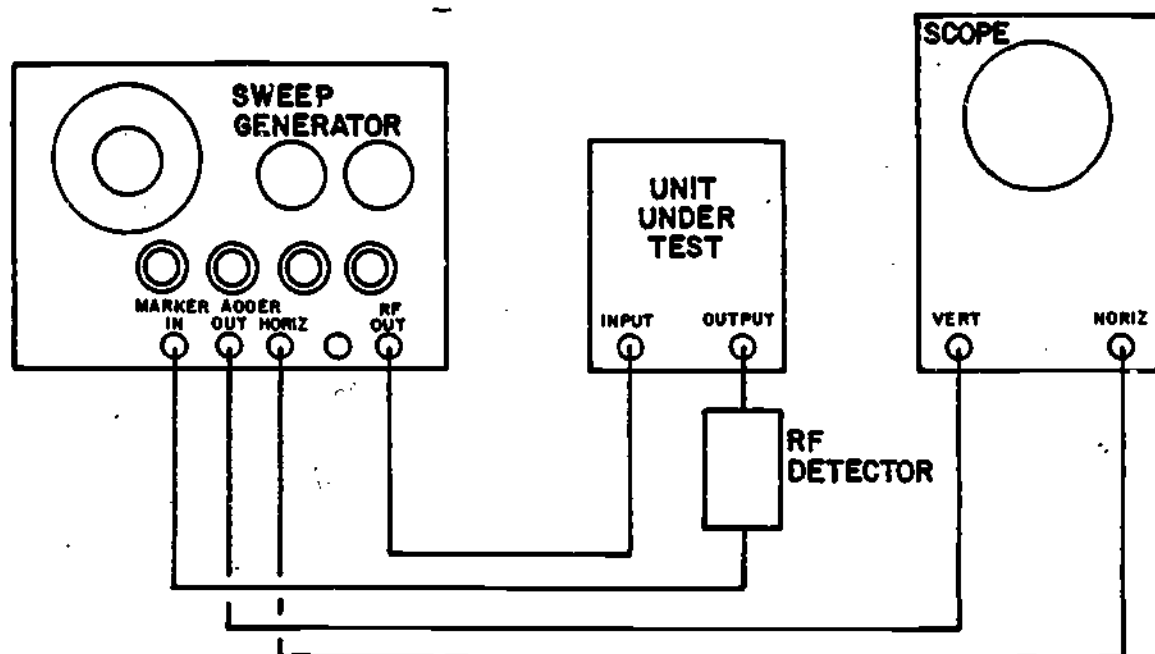 SCOPE
SWEEP
GENERATOR
UNIT
UNDER
TEST
MARKER ADDER RF
IN OUT HORIZ OUT
INPUT OUTPUT
VERT HORIZ
RF
DETECTOR